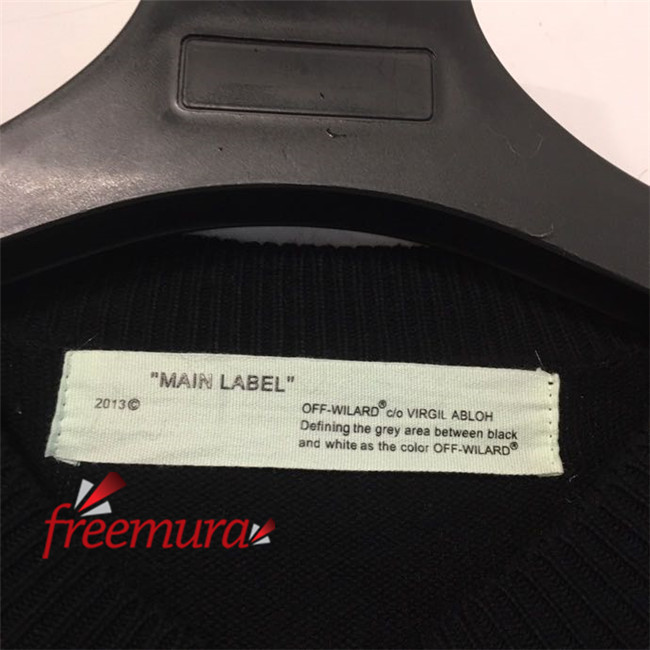 "MAIN LABEL"
2013©
OFF-WILARD® c/o VIRGIL ABLOH
Defining the grey area between black
and white as the color OFF-WILARD®
freemura